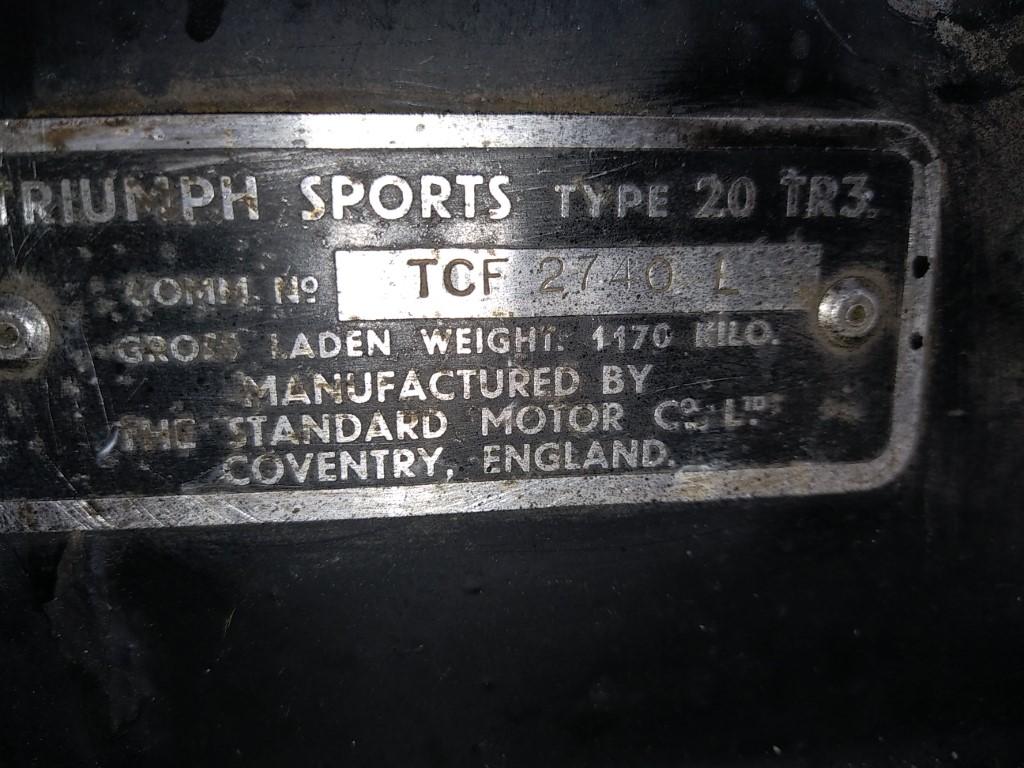 TRIUMPH SPORTS TYPE 20 TR3.
COMM. Nº TCF 2740 L
GROSS LADEN WEIGHT. 1170 KILO.
MANUFACTURED BY
THE STANDARD MOTOR Cº. Lᵀᴰ.
COVENTRY, ENGLAND.